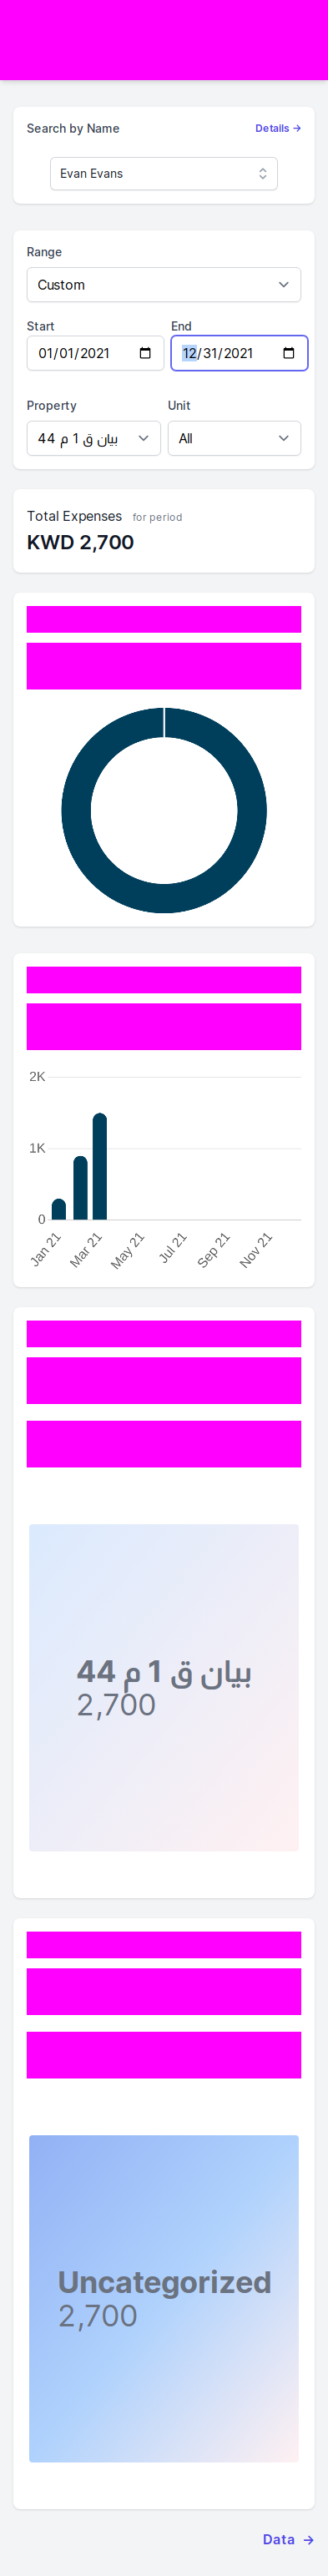 Search by Name
Details →
Evan Evans
Range
Custom
Start
End
01/01/2021
12/31/2021
Property
Unit
بيان ق 1 م 44
All
Total Expenses for period
KWD 2,700
2K
1K
0
Jan 21
Mar 21
May 21
Jul 21
Sep 21
Nov 21
بيان ق 1 م 44
2,700
Uncategorized
2,700
Data →